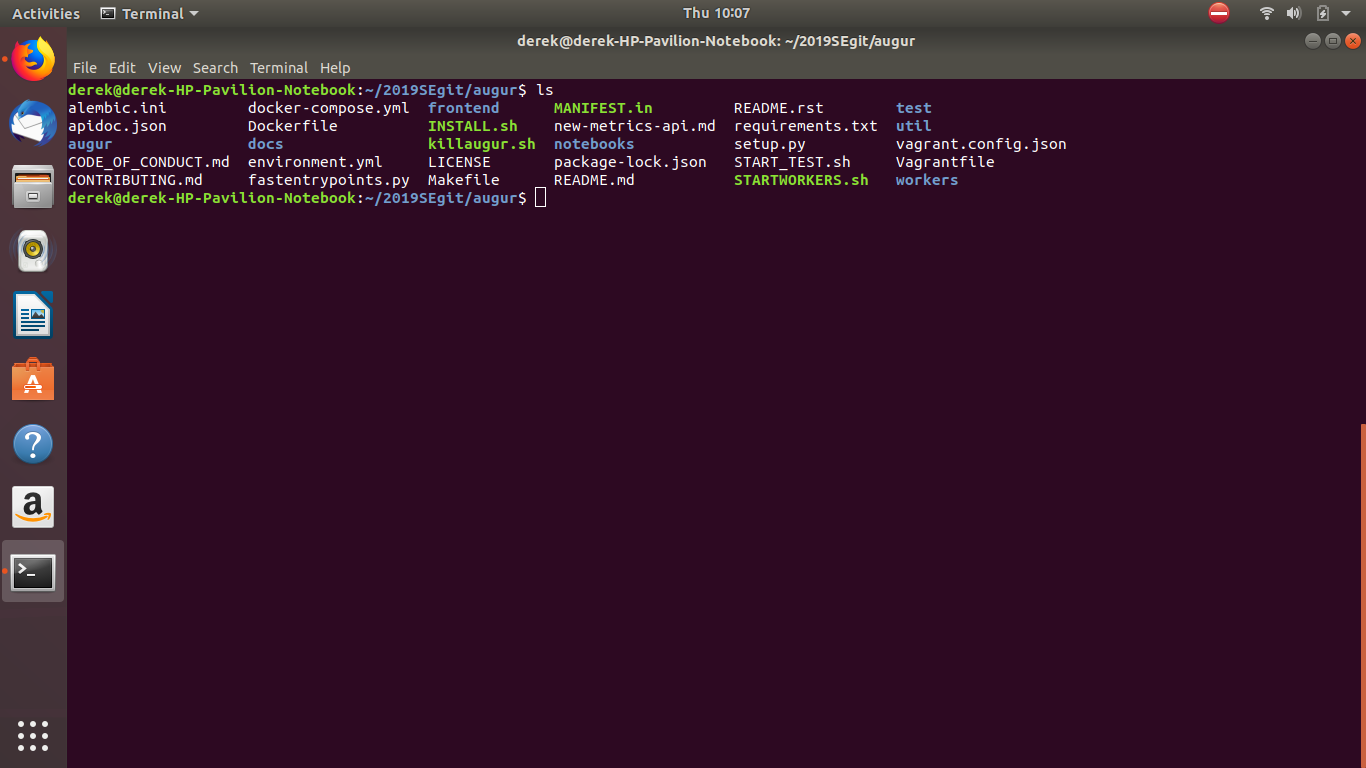 Activities Terminal Thu 10:07
derek@derek-HP-Pavilion-Notebook: ~/2019SEgit/augur
File Edit View Search Terminal Help
derek@derek-HP-Pavilion-Notebook:~/2019SEgit/augur$ ls
alembic.ini docker-compose.yml frontend MANIFEST.in README.rst test
apidoc.json Dockerfile INSTALL.sh new-metrics-api.md requirements.txt util
augur docs killaugur.sh notebooks setup.py vagrant.config.json
CODE_OF_CONDUCT.md environment.yml LICENSE package-lock.json START_TEST.sh Vagrantfile
CONTRIBUTING.md fastentrypoints.py Makefile README.md STARTWORKERS.sh workers
derek@derek-HP-Pavilion-Notebook:~/2019SEgit/augur$